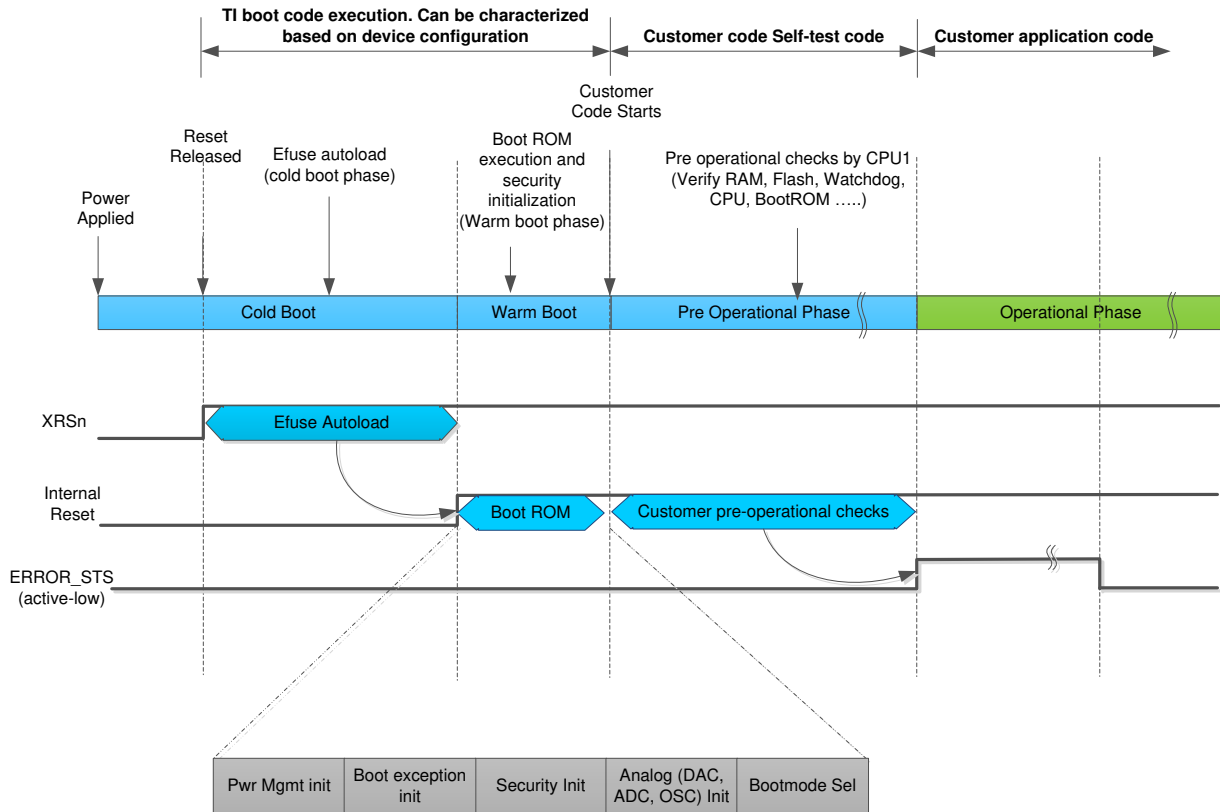 TI boot code execution. Can be characterized
based on device configuration
Customer code Self-test code
Customer application code
Customer
Code Starts
Reset
Released
Efuse autoload
(cold boot phase)
Boot ROM
execution and
security
initialization
(Warm boot phase)
Pre operational checks by CPU1
(Verify RAM, Flash, Watchdog,
CPU, BootROM …..)
Power
Applied
Cold Boot
Warm Boot
Pre Operational Phase
Operational Phase
XRSn
Efuse Autoload
Internal
Reset
Boot ROM
Customer pre-operational checks
ERROR_STS
(active-low)
Pwr Mgmt init
Boot exception
init
Security Init
Analog (DAC,
ADC, OSC) Init
Bootmode Sel